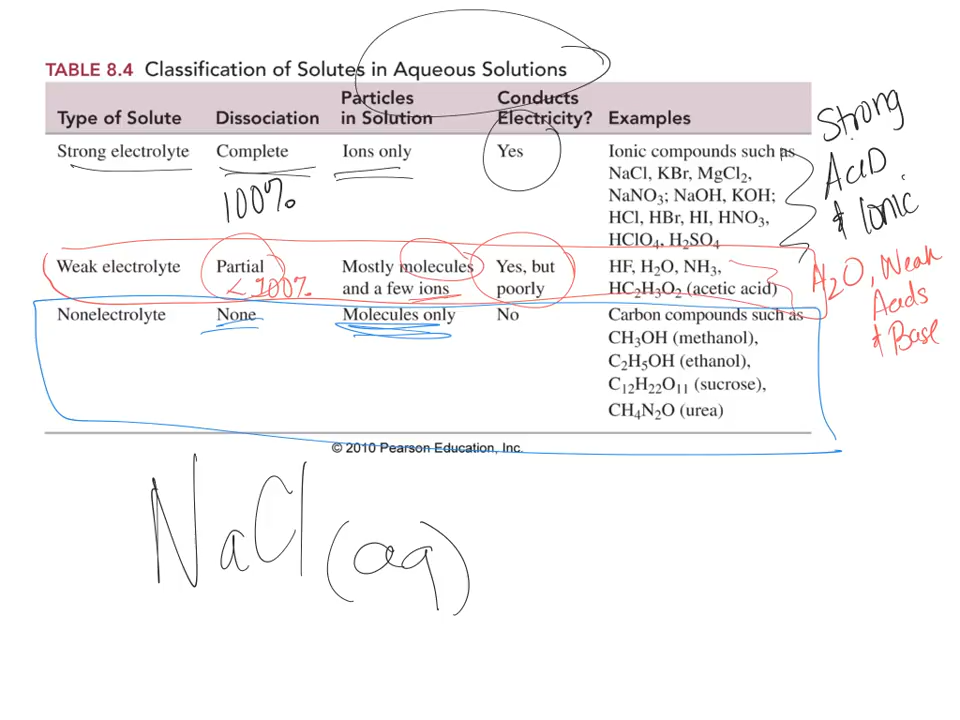 TABLE 8.4 Classification of Solutes in Aqueous Solutions
Particles Conducts
Type of Solute Dissociation in Solution Electricity? Examples
Strong electrolyte Complete Ions only Yes Ionic compounds such as
NaCl, KBr, MgCl₂,
NaNO₃; NaOH, KOH;
HCl, HBr, HI, HNO₃,
HClO₄, H₂SO₄
100%
Strong
Acid
& Ionic
Weak electrolyte Partial Mostly molecules Yes, but HF, H₂O, NH₃,
and a few ions poorly HC₂H₃O₂ (acetic acid)
< 100%
H₂O, Weak
Acids
& Base
Nonelectrolyte None Molecules only No Carbon compounds such as
CH₃OH (methanol),
C₂H₅OH (ethanol),
C₁₂H₂₂O₁₁ (sucrose),
CH₄N₂O (urea)
© 2010 Pearson Education, Inc.
NaCl (aq)